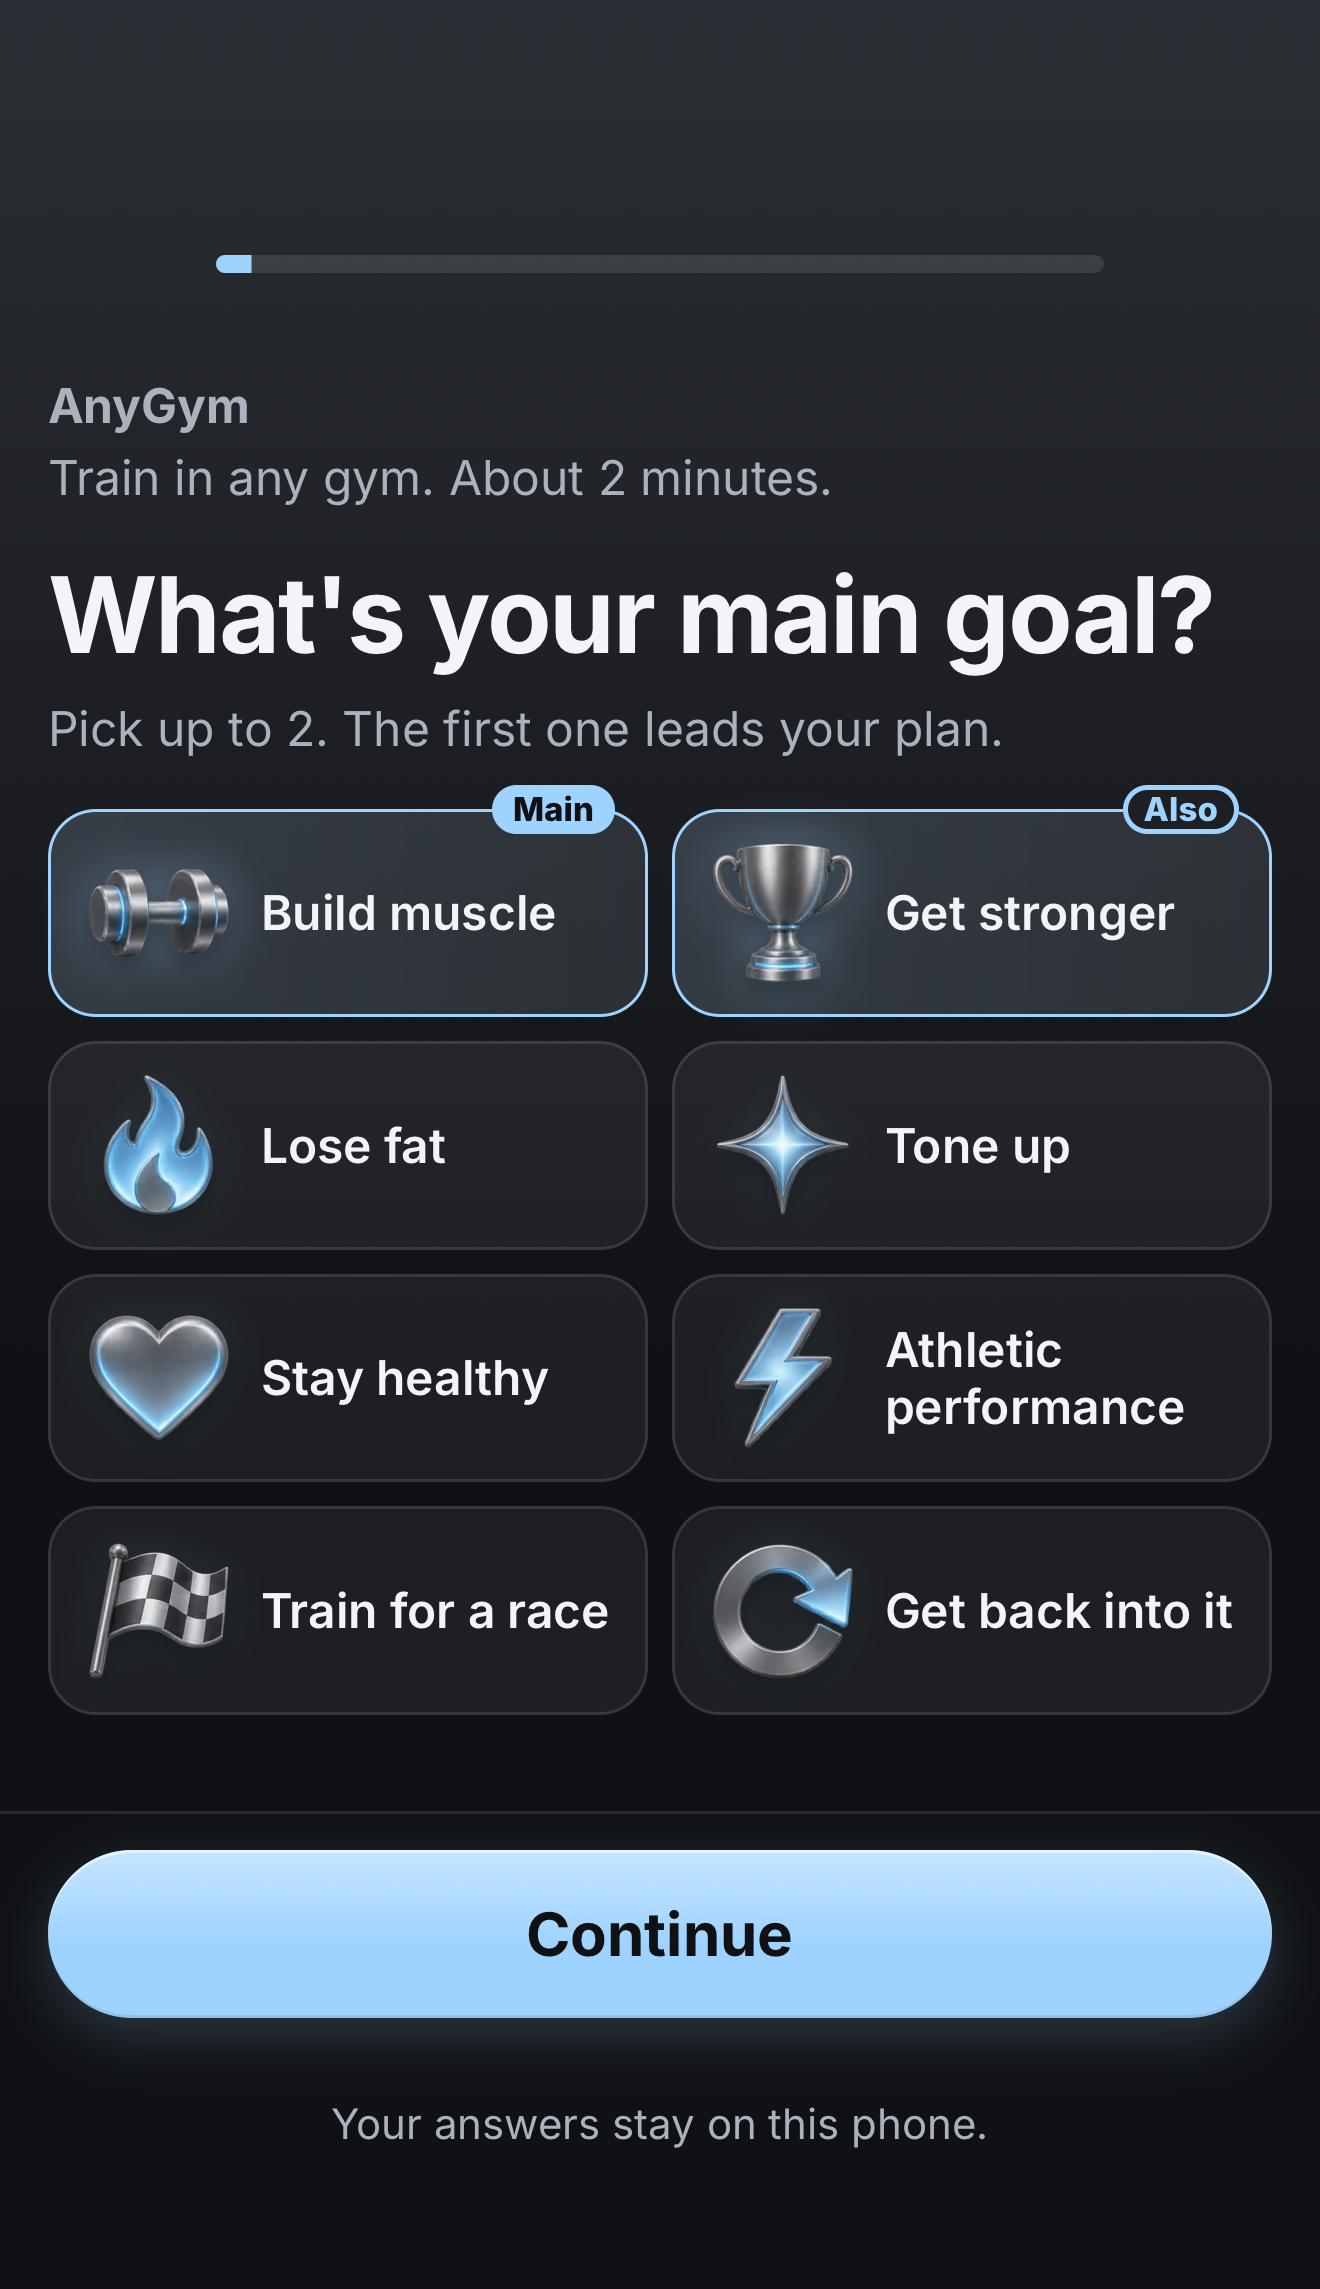 AnyGym
Train in any gym. About 2 minutes.
What's your main goal?
Pick up to 2. The first one leads your plan.
Main
Also
Build muscle
Get stronger
Lose fat
Tone up
Stay healthy
Athletic
performance
Train for a race
Get back into it
Continue
Your answers stay on this phone.